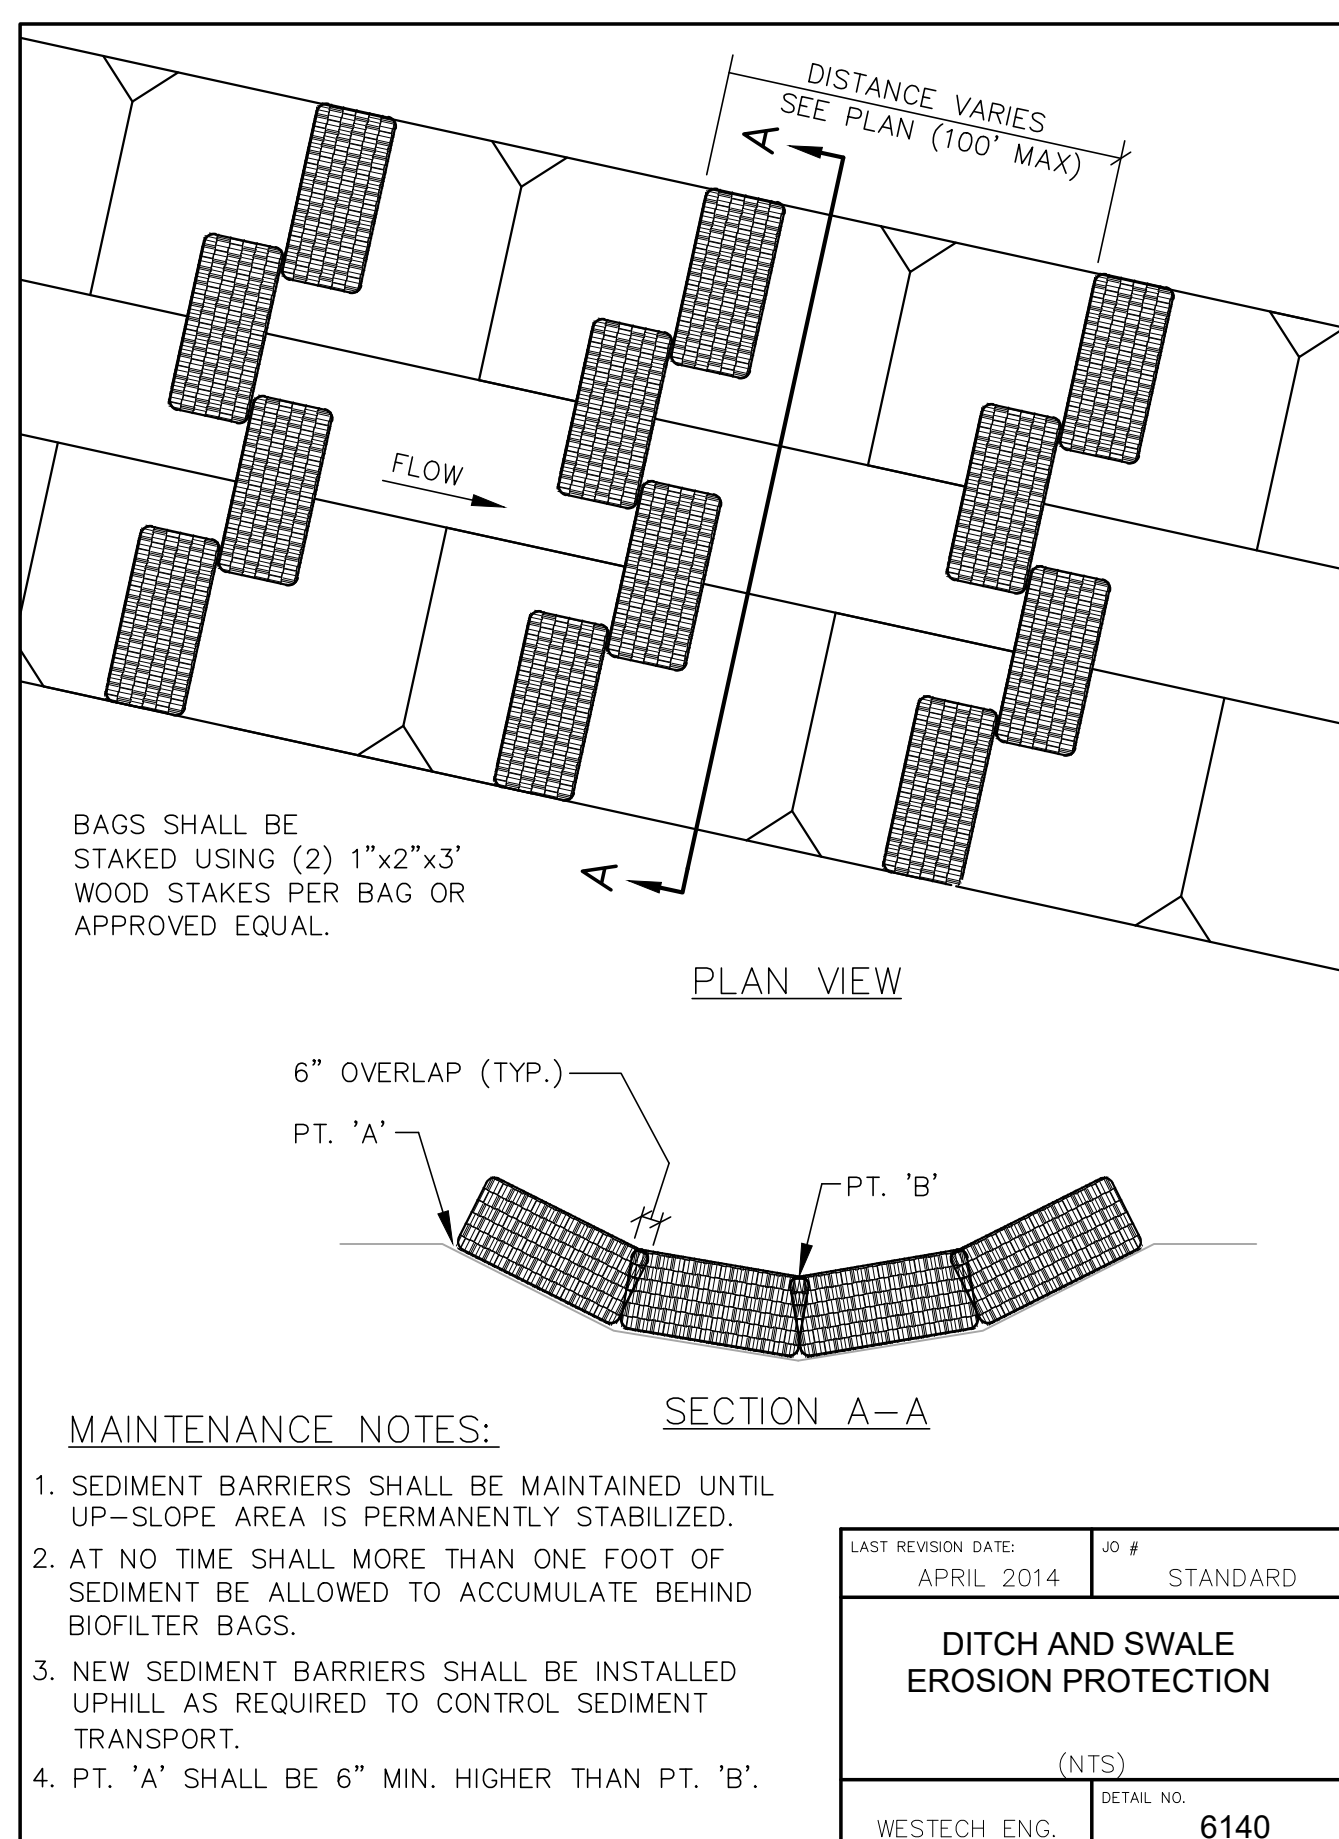 DISTANCE VARIES
SEE PLAN (100' MAX)
A
FLOW
A
BAGS SHALL BE
STAKED USING (2) 1”x2”x3'
WOOD STAKES PER BAG OR
APPROVED EQUAL.
PLAN VIEW
6” OVERLAP (TYP.)
PT. 'A'
PT. 'B'
SECTION A–A
MAINTENANCE NOTES:
1. SEDIMENT BARRIERS SHALL BE MAINTAINED UNTIL
UP–SLOPE AREA IS PERMANENTLY STABILIZED.
2. AT NO TIME SHALL MORE THAN ONE FOOT OF
SEDIMENT BE ALLOWED TO ACCUMULATE BEHIND
BIOFILTER BAGS.
3. NEW SEDIMENT BARRIERS SHALL BE INSTALLED
UPHILL AS REQUIRED TO CONTROL SEDIMENT
TRANSPORT.
4. PT. 'A' SHALL BE 6” MIN. HIGHER THAN PT. 'B'.
LAST REVISION DATE:
APRIL 2014
JO #
STANDARD
DITCH AND SWALE
EROSION PROTECTION
(NTS)
WESTECH ENG.
DETAIL NO.
6140